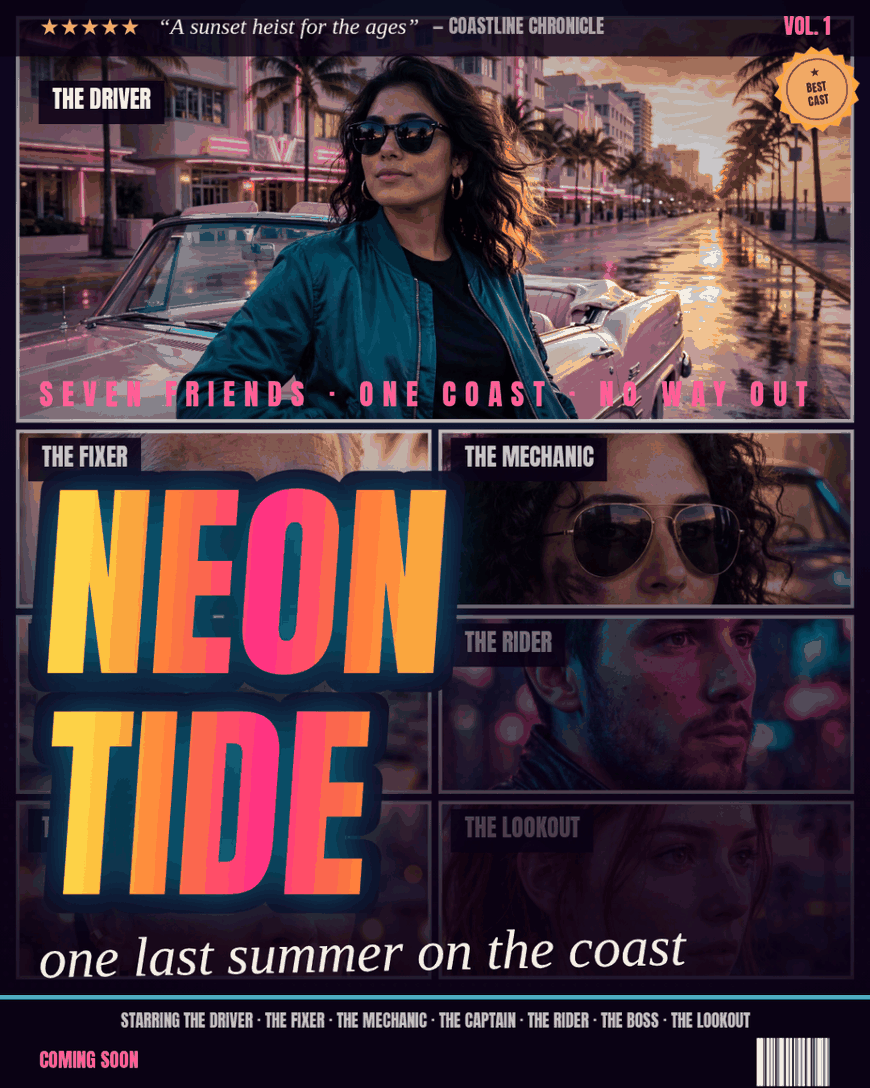 ★★★★★ “A sunset heist for the ages” – COASTLINE CHRONICLE VOL. 1
★
BEST
CAST
THE DRIVER
SEVEN FRIENDS · ONE COAST · NO WAY OUT
THE FIXER
THE MECHANIC
NEON
THE RIDER
TIDE
THE LOOKOUT
one last summer on the coast
STARRING THE DRIVER · THE FIXER · THE MECHANIC · THE CAPTAIN · THE RIDER · THE BOSS · THE LOOKOUT
COMING SOON